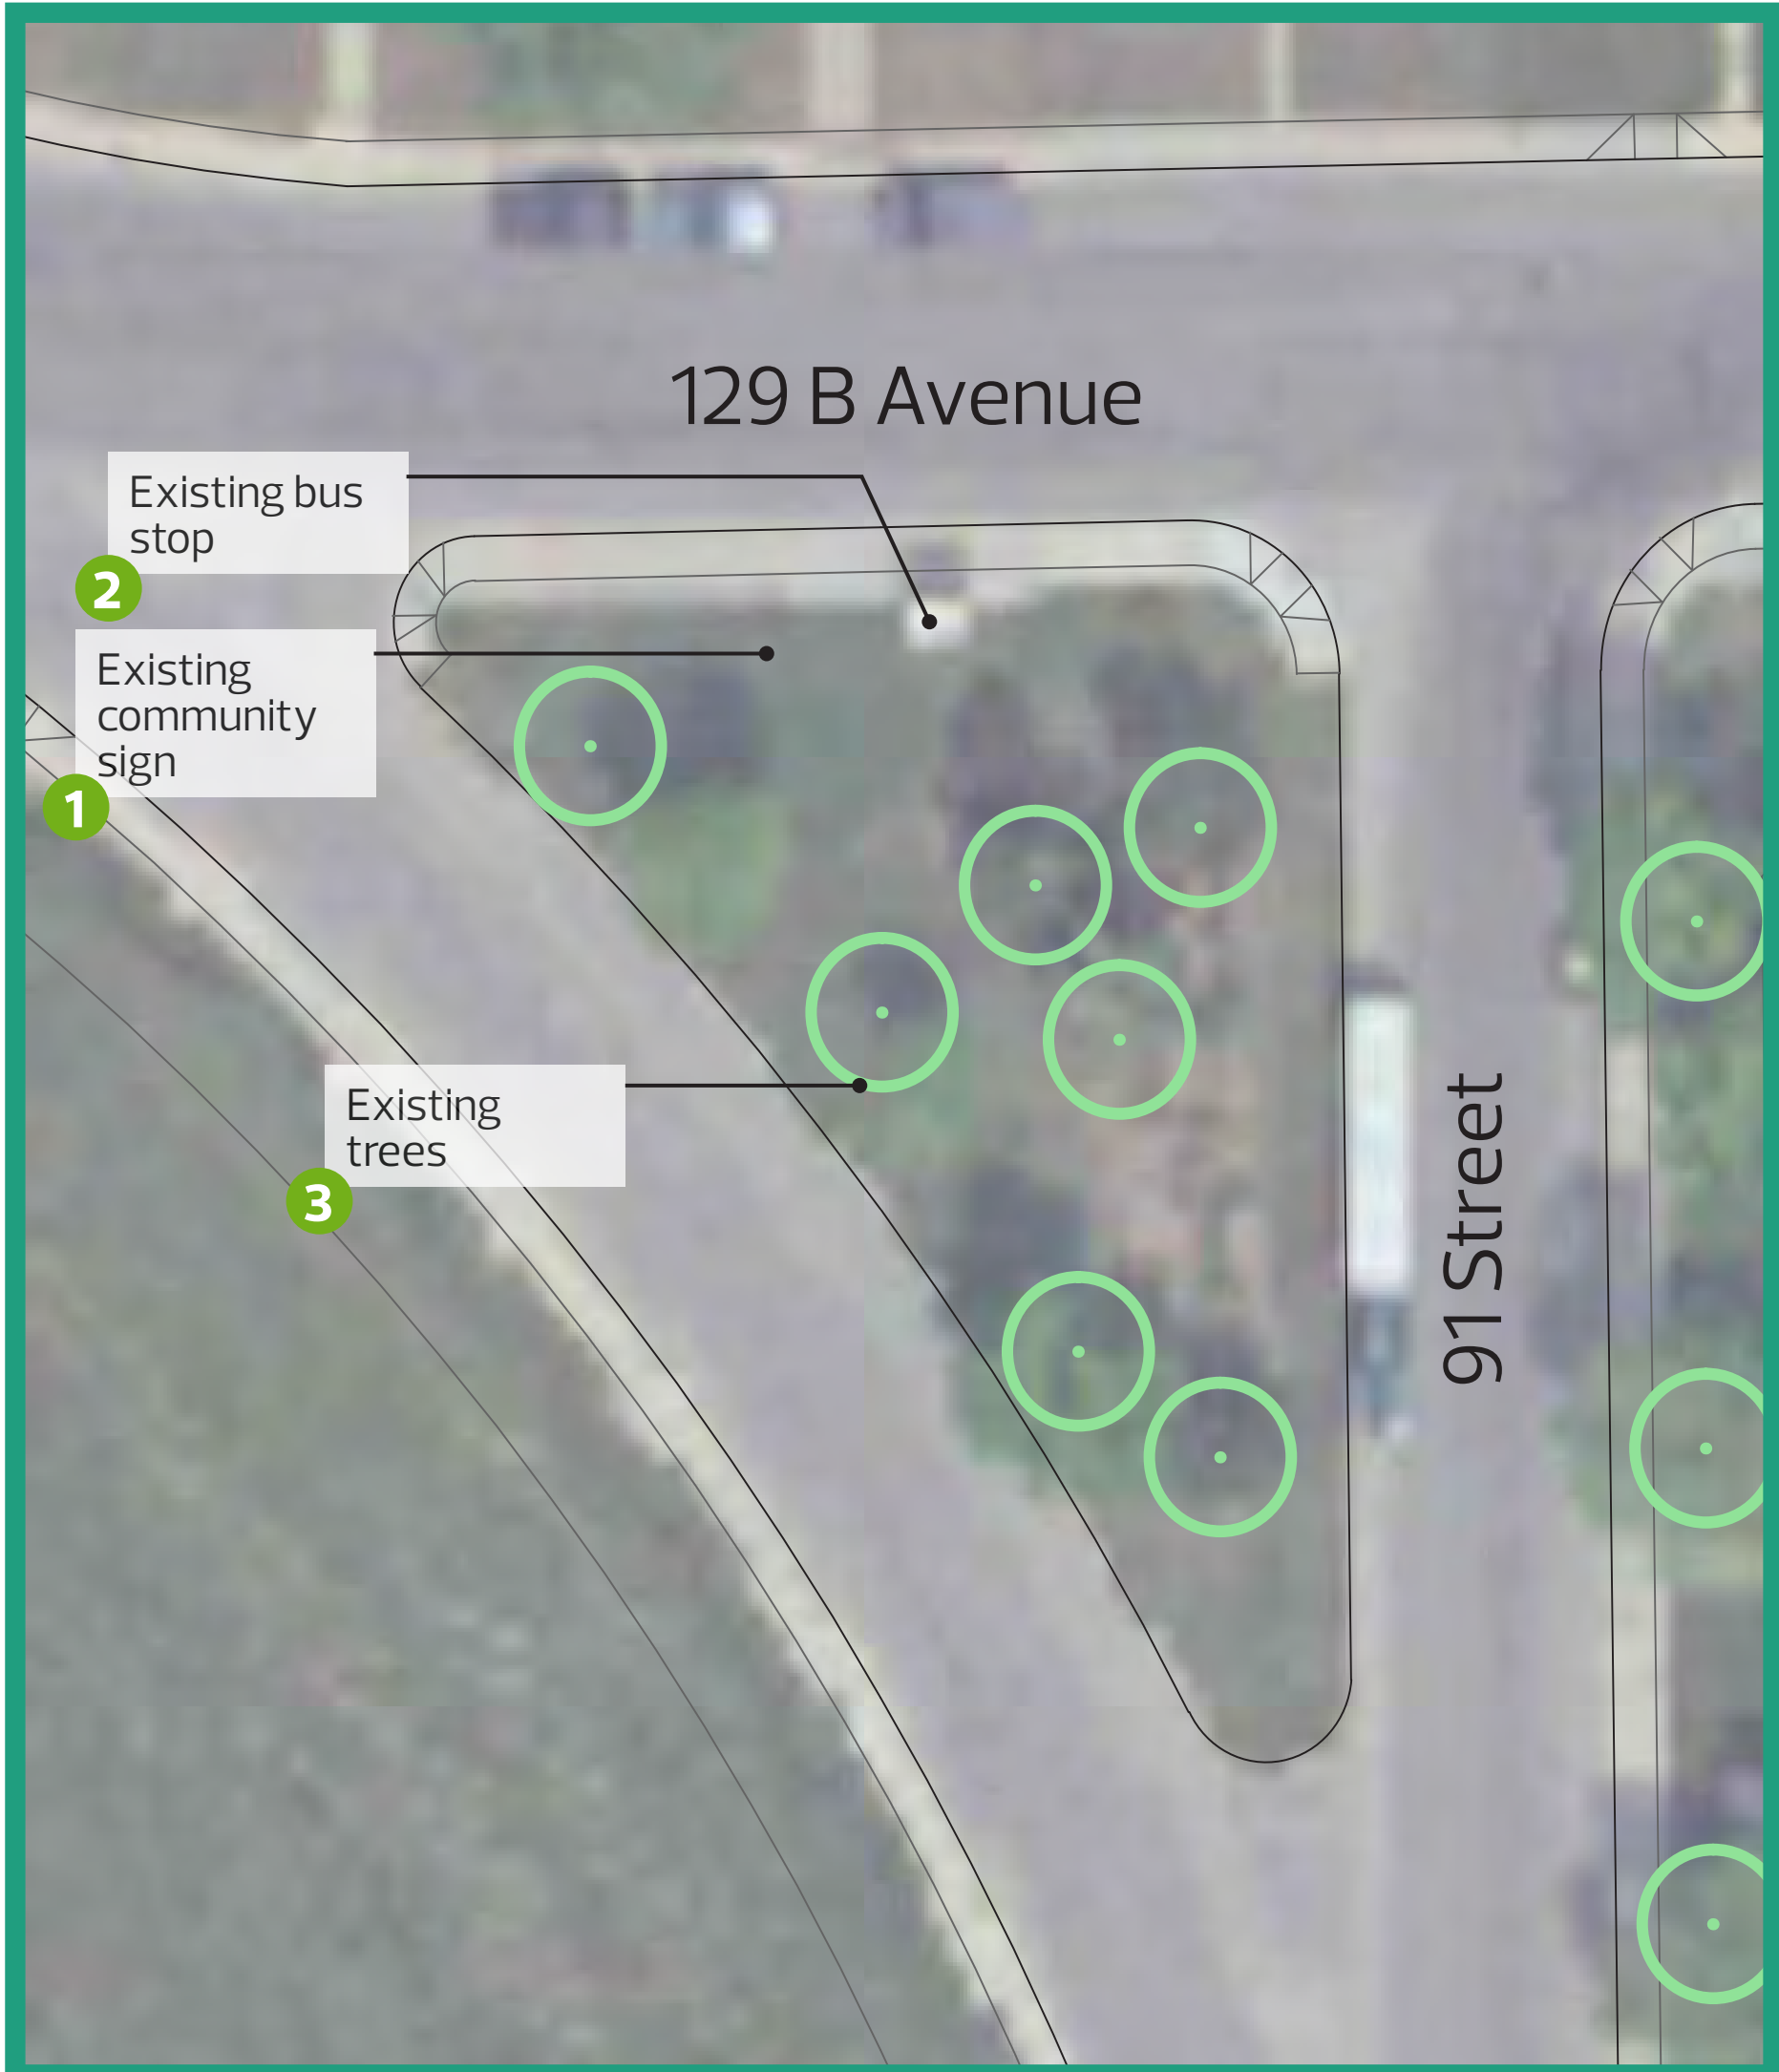 129 B Avenue
Existing bus
stop
2
Existing
community
sign
1
Existing
trees
3
91 Street